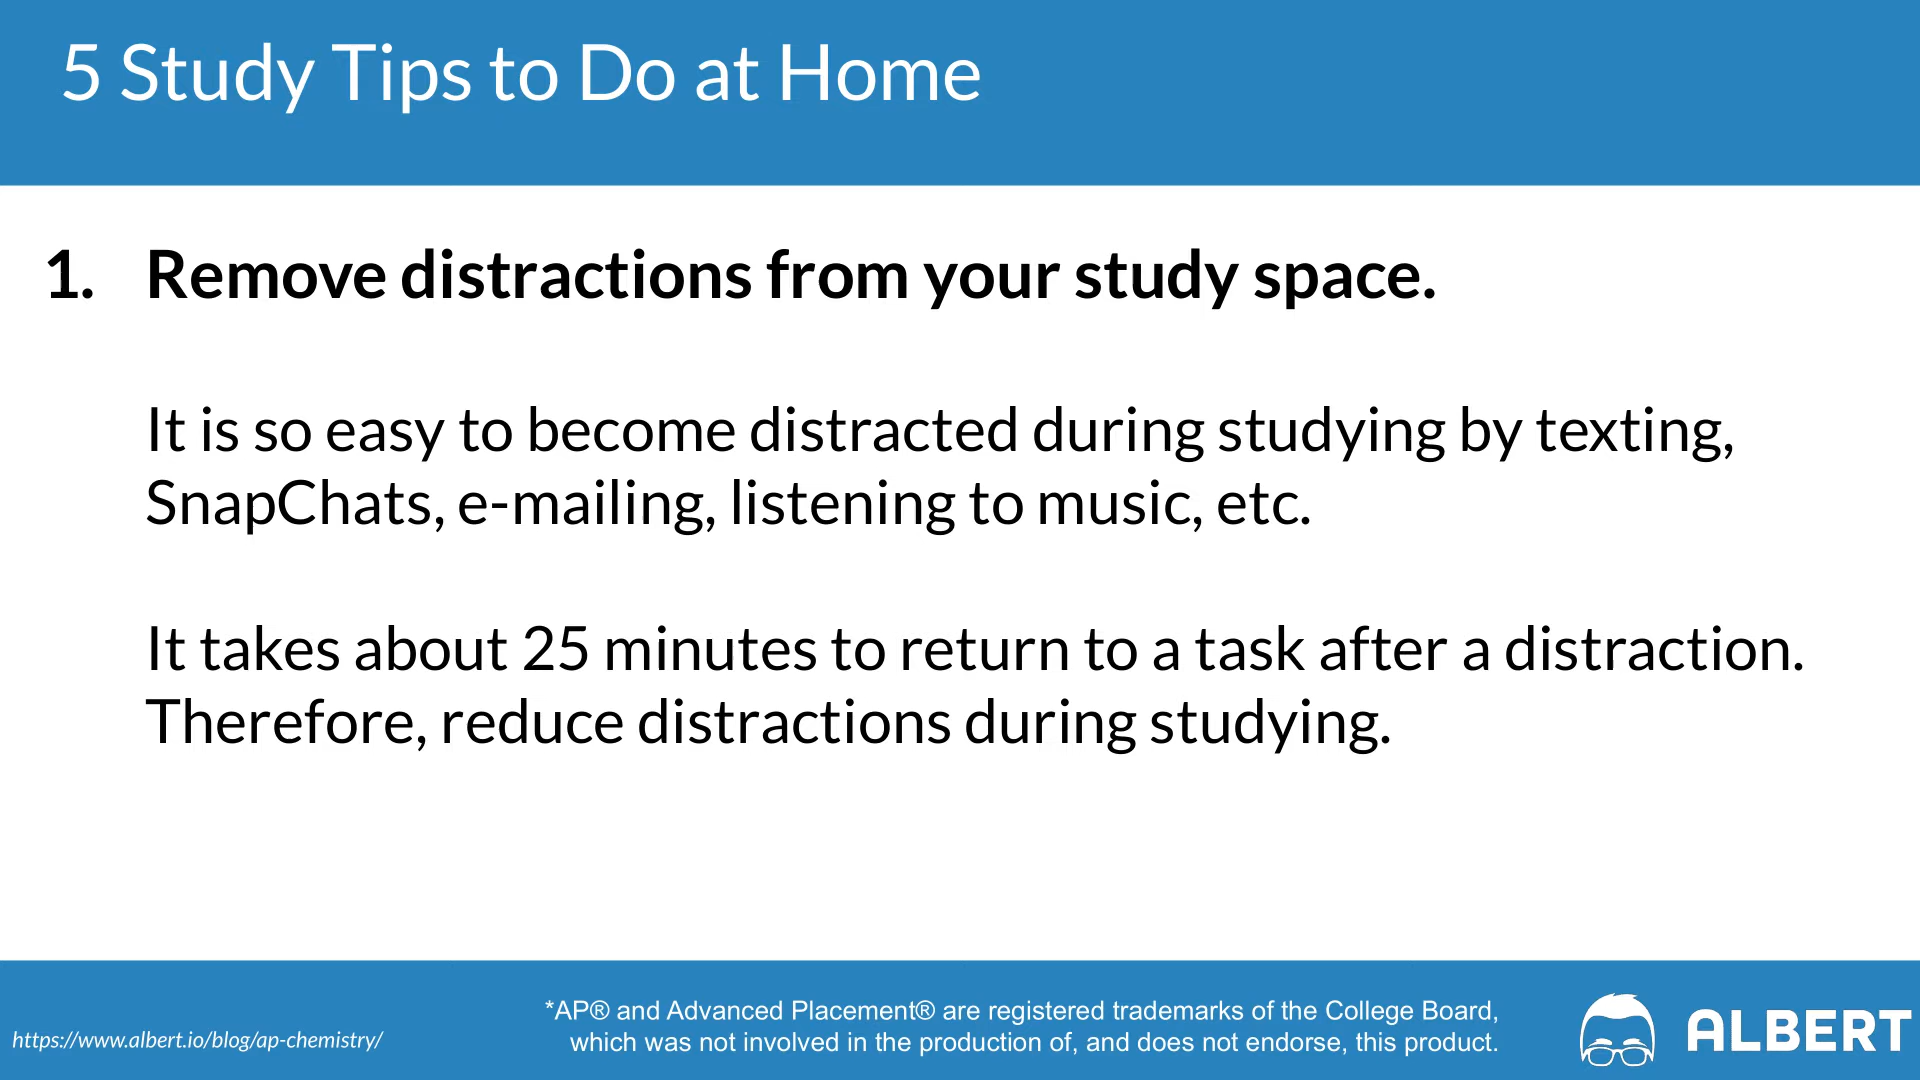 5 Study Tips to Do at Home
1. Remove distractions from your study space.
It is so easy to become distracted during studying by texting,
SnapChats, e-mailing, listening to music, etc.
It takes about 25 minutes to return to a task after a distraction.
Therefore, reduce distractions during studying.
https://www.albert.io/blog/ap-chemistry/
*AP® and Advanced Placement® are registered trademarks of the College Board,
which was not involved in the production of, and does not endorse, this product.
ALBERT